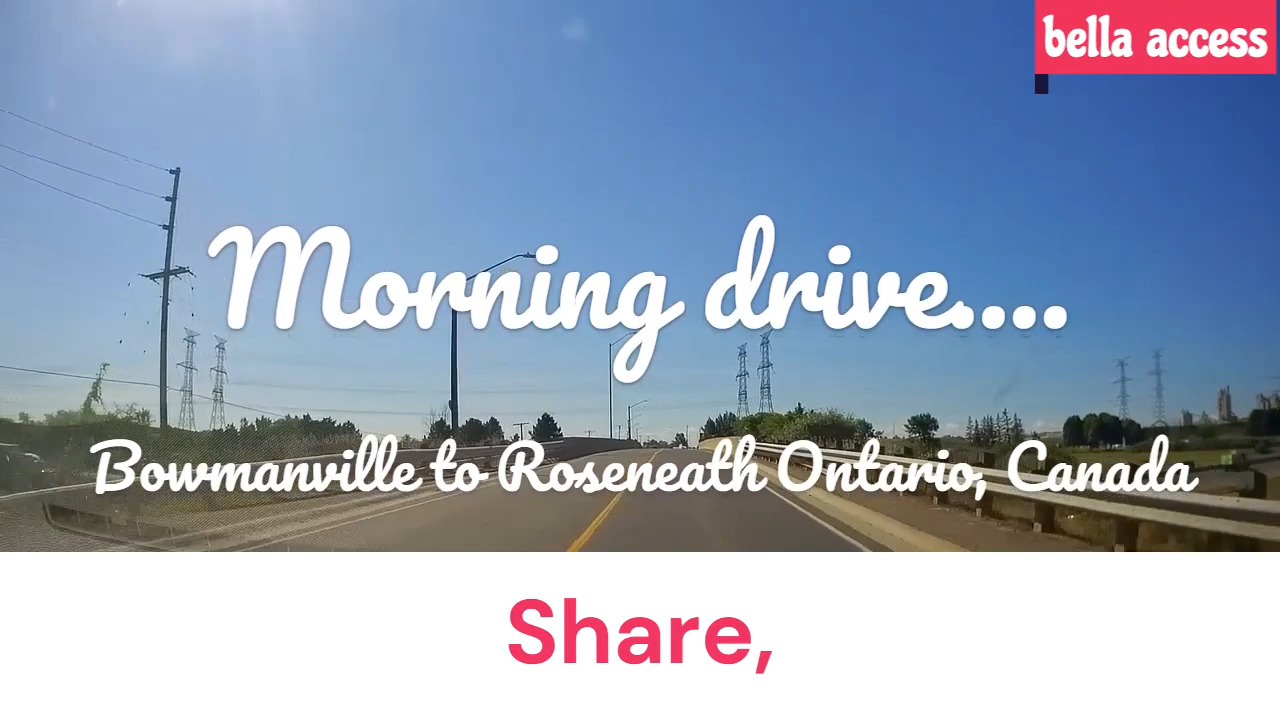 bella access
Morning drive....
Bowmanville to Roseneath Ontario, Canada
Share,